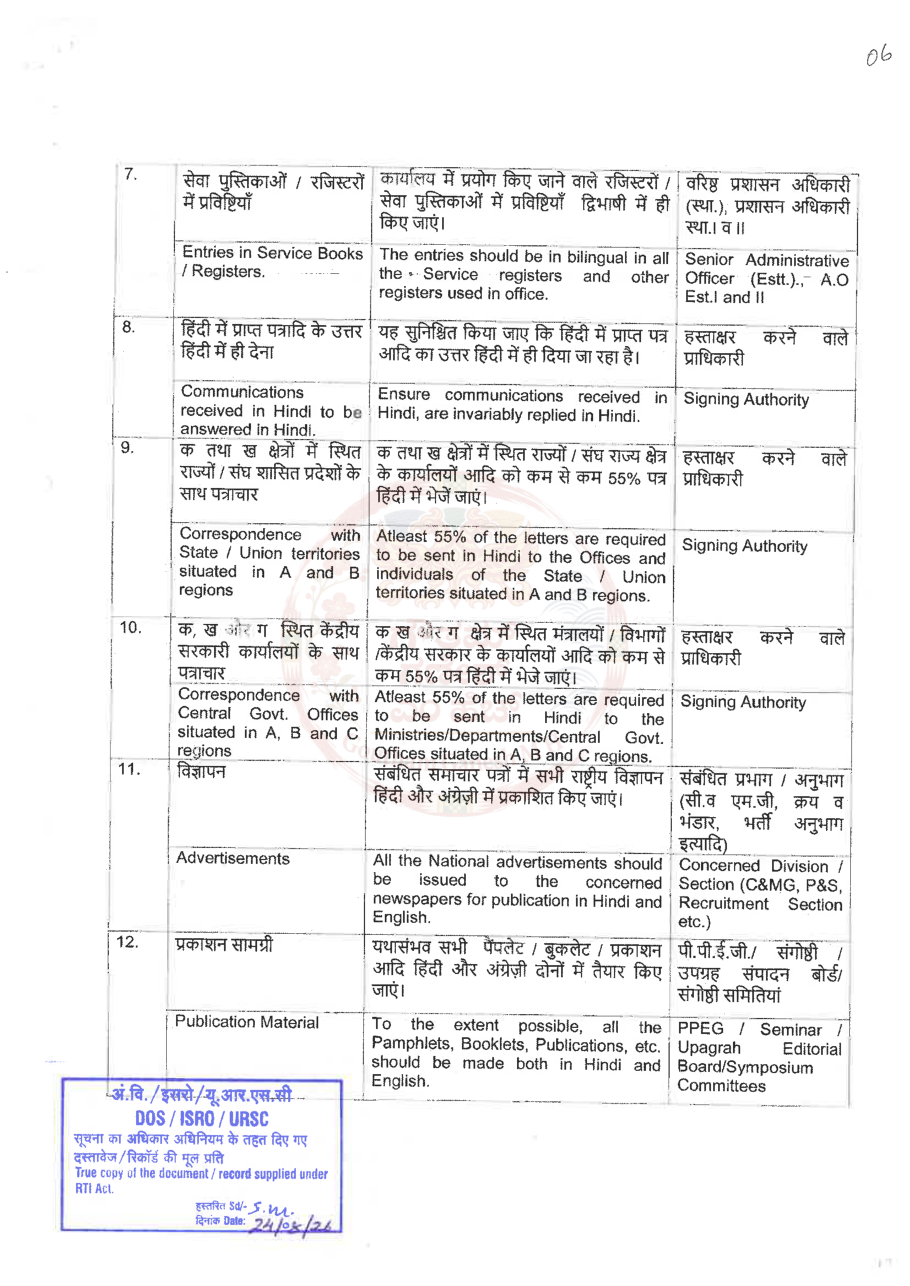 06
7.
सेवा पुस्तिकाओं / रजिस्टरों
में प्रविष्टियाँ
कार्यालय में प्रयोग किए जाने वाले रजिस्टरों /
सेवा पुस्तिकाओं में प्रविष्टियाँ द्विभाषी में ही
किए जाएं।
वरिष्ठ प्रशासन अधिकारी
(स्था.), प्रशासन अधिकारी
स्था.I व II
Entries in Service Books
/ Registers.
The entries should be in bilingual in all
the Service registers and other
registers used in office.
Senior Administrative
Officer (Estt.)., A.O
Est.I and II
8.
हिंदी में प्राप्त पत्रादि के उत्तर
हिंदी में ही देना
यह सुनिश्चित किया जाए कि हिंदी में प्राप्त पत्र
आदि का उत्तर हिंदी में ही दिया जा रहा है।
हस्ताक्षर करने वाले
प्राधिकारी
Communications
received in Hindi to be
answered in Hindi.
Ensure communications received in
Hindi, are invariably replied in Hindi.
Signing Authority
9.
क तथा ख क्षेत्रों में स्थित
राज्यों / संघ शासित प्रदेशों के
साथ पत्राचार
क तथा ख क्षेत्रों में स्थित राज्यों / संघ राज्य क्षेत्र
के कार्यालयों आदि को कम से कम 55% पत्र
हिंदी में भेजें जाएं।
हस्ताक्षर करने वाले
प्राधिकारी
Correspondence with
State / Union territories
situated in A and B
regions
Atleast 55% of the letters are required
to be sent in Hindi to the Offices and
individuals of the State / Union
territories situated in A and B regions.
Signing Authority
10.
क, ख और ग स्थित केंद्रीय
सरकारी कार्यालयों के साथ
पत्राचार
क ख और ग क्षेत्र में स्थित मंत्रालयों / विभागों
/केंद्रीय सरकार के कार्यालयों आदि को कम से
कम 55% पत्र हिंदी में भेजे जाएं।
हस्ताक्षर करने वाले
प्राधिकारी
Correspondence with
Central Govt. Offices
situated in A, B and C
regions
Atleast 55% of the letters are required
to be sent in Hindi to the
Ministries/Departments/Central Govt.
Offices situated in A, B and C regions.
Signing Authority
11.
विज्ञापन
संबंधित समाचार पत्रों में सभी राष्ट्रीय विज्ञापन
हिंदी और अंग्रेज़ी में प्रकाशित किए जाएं।
संबंधित प्रभाग / अनुभाग
(सी.व एम.जी, क्रय व
भंडार, भर्ती अनुभाग
इत्यादि)
Advertisements
All the National advertisements should
be issued to the concerned
newspapers for publication in Hindi and
English.
Concerned Division /
Section (C&MG, P&S,
Recruitment Section
etc.)
12.
प्रकाशन सामग्री
यथासंभव सभी पैंपलेट / बुकलेट / प्रकाशन
आदि हिंदी और अंग्रेज़ी दोनों में तैयार किए
जाएं।
पी.पी.ई.जी./ संगोष्ठी /
उपग्रह संपादन बोर्ड/
संगोष्ठी समितियां
Publication Material
To the extent possible, all the
Pamphlets, Booklets, Publications, etc.
should be made both in Hindi and
English.
PPEG / Seminar /
Upagrah Editorial
Board/Symposium
Committees
अं.वि./इसरो/यू.आर.एस.सी
DOS / ISRO / URSC
सूचना का अधिकार अधिनियम के तहत दिए गए
दस्तावेज/रिकॉर्ड की मूल प्रति
True copy of the document / record supplied under
RTI Act.
हस्तरित Sd/- S.M.
दिनांक Date: